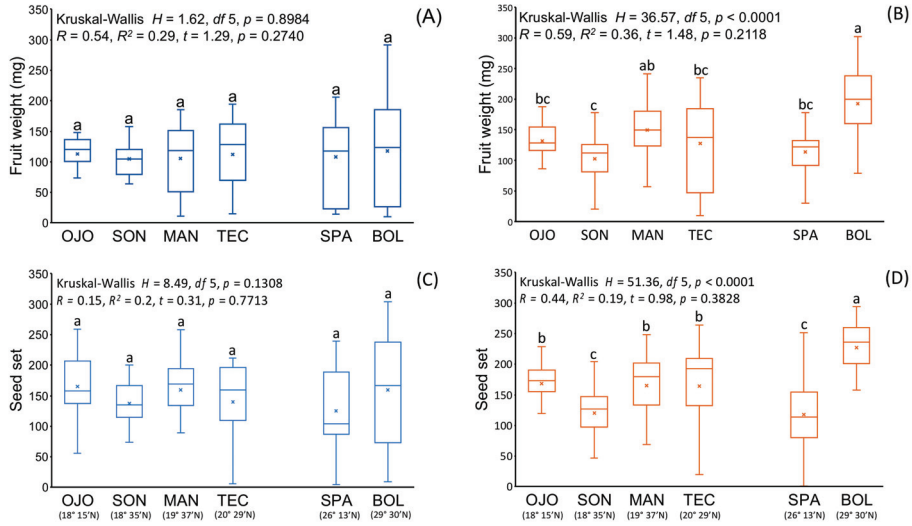 Kruskal-Wallis H = 1.62, df 5, p = 0.8984
R = 0.54, R² = 0.29, t = 1.29, p = 0.2740
(A)
Fruit weight (mg)
350
300
250
200
150
100
50
0
a a a a a a
OJO SON MAN TEC SPA BOL
Kruskal-Wallis H = 36.57, df 5, p < 0.0001
R = 0.59, R² = 0.36, t = 1.48, p = 0.2118
(B)
Fruit weight (mg)
350
300
250
200
150
100
50
0
bc c ab bc bc a
OJO SON MAN TEC SPA BOL
Kruskal-Wallis H = 8.49, df 5, p = 0.1308
R = 0.15, R² = 0.2, t = 0.31, p = 0.7713
(C)
Seed set
350
300
250
200
150
100
50
0
a a a a a a
OJO SON MAN TEC SPA BOL
(18° 15'N) (18° 35'N) (19° 37'N) (20° 29'N) (26° 13'N) (29° 30'N)
Kruskal-Wallis H = 51.36, df 5, p < 0.0001
R = 0.44, R² = 0.19, t = 0.98, p = 0.3828
(D)
Seed set
350
300
250
200
150
100
50
0
b c b b c a
OJO SON MAN TEC SPA BOL
(18° 15'N) (18° 35'N) (19° 37'N) (20° 29'N) (26° 13'N) (29° 30'N)